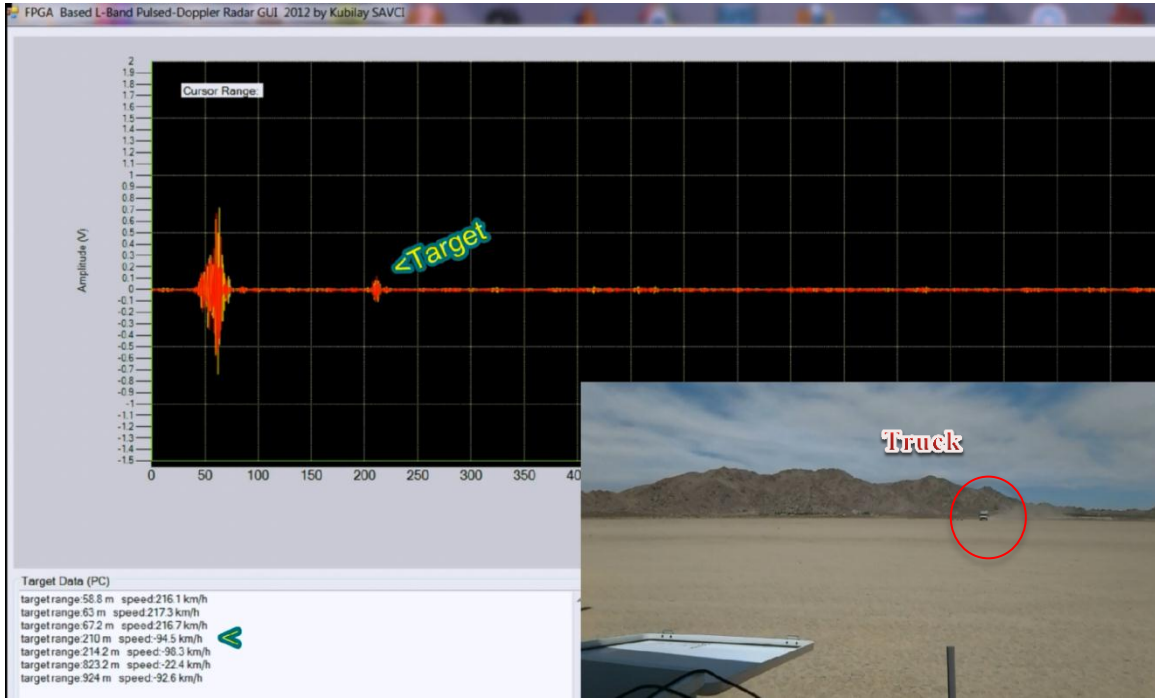 FPGA Based L-Band Pulsed-Doppler Radar GUI 2012 by Kubilay SAVCI
2
1.9
1.8
1.7
1.6
1.5
1.4
1.3
1.2
1.1
1
0.9
0.8
0.7
0.6
0.5
0.4
0.3
0.2
0.1
0
-0.1
-0.2
-0.3
-0.4
-0.5
-0.6
-0.7
-0.8
-0.9
-1
-1.1
-1.2
-1.3
-1.4
-1.5
Amplitude (V)
Cursor Range:
<Target
0 50 100 150 200 250 300 350 40
Truck
Target Data (PC)
target range:58.8 m speed:216.1 km/h
target range:63 m speed:217.3 km/h
target range:67.2 m speed:216.7 km/h
target range:210 m speed:-94.5 km/h <
target range:214.2 m speed:-98.3 km/h
target range:823.2 m speed:-22.4 km/h
target range:924 m speed:-92.6 km/h